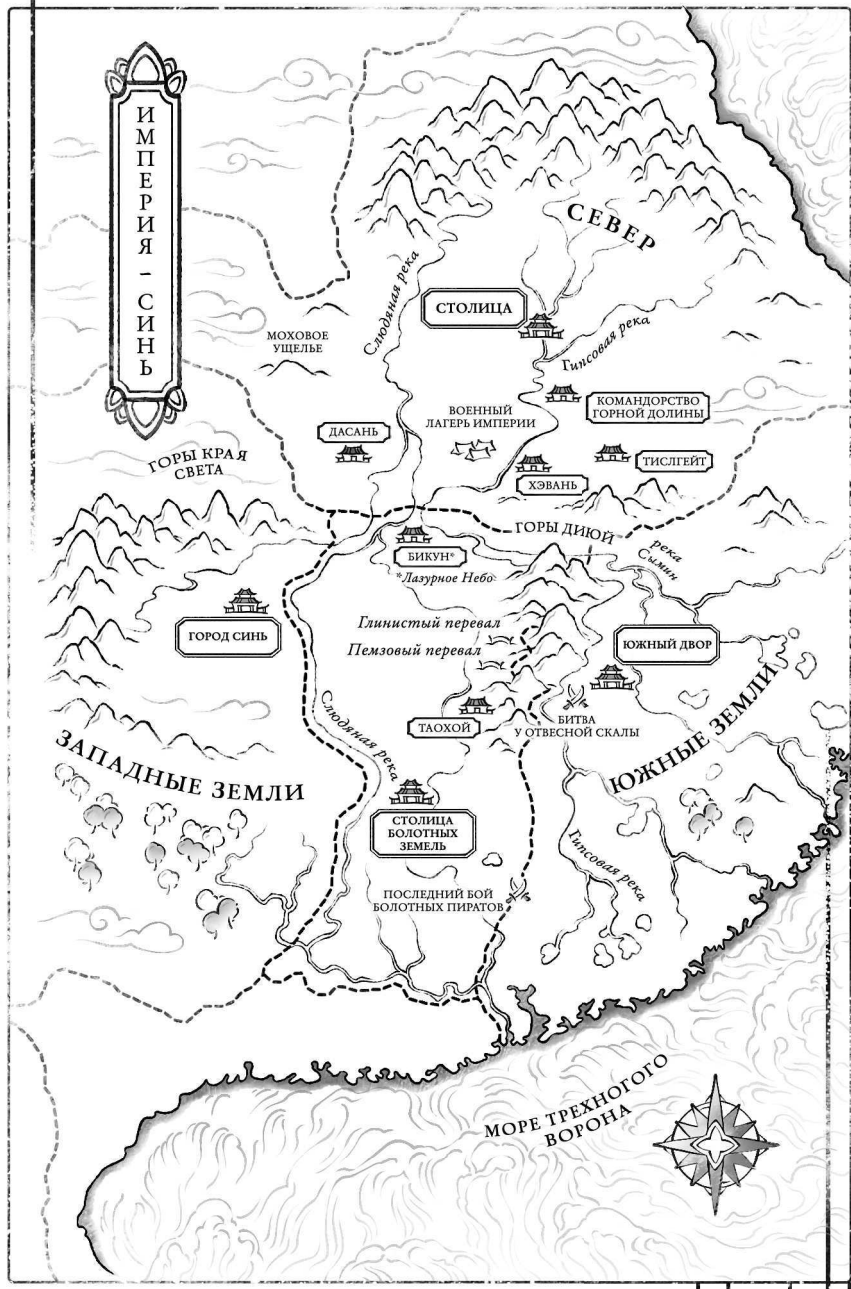 ИМПЕРИЯ - СИНЬ
СЕВЕР
Слюдяная река
СТОЛИЦА
Гипсовая река
МОХОВОЕ
УЩЕЛЬЕ
КОМАНДОРСТВО
ГОРНОЙ ДОЛИНЫ
ВОЕННЫЙ
ЛАГЕРЬ ИМПЕРИИ
ДАСАНЬ
ТИСЛГЕЙТ
ХЭВАНЬ
ГОРЫ КРАЯ
СВЕТА
ГОРЫ ДИЮЙ
река
Сымин
БИКУН*
*Лазурное Небо
Глинистый перевал
Пемзовый перевал
ГОРОД СИНЬ
ЮЖНЫЙ ДВОР
Слюдяная река
ТАОХОЙ
БИТВА
У ОТВЕСНОЙ СКАЛЫ
ЗАПАДНЫЕ ЗЕМЛИ
ЮЖНЫЕ ЗЕМЛИ
СТОЛИЦА
БОЛОТНЫХ
ЗЕМЕЛЬ
Гипсовая река
ПОСЛЕДНИЙ БОЙ
БОЛОТНЫХ ПИРАТОВ
МОРЕ ТРЕХНОГОГО
ВОРОНА